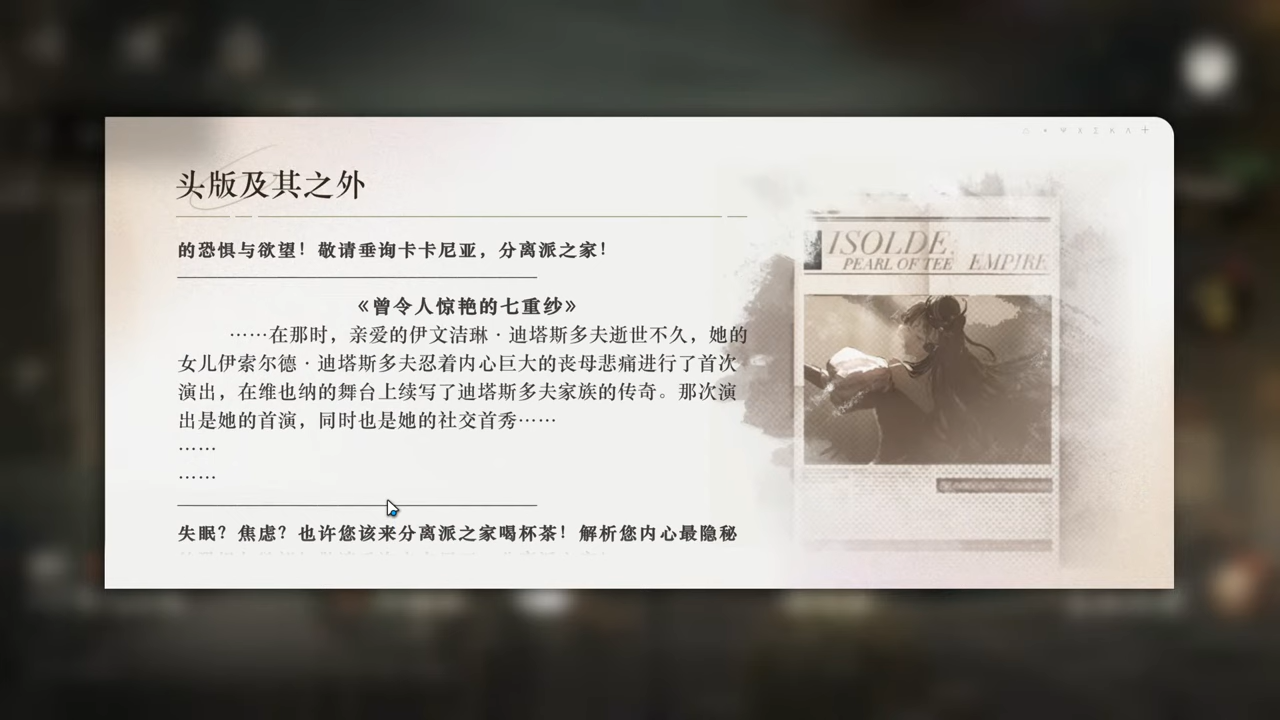 头版及其之外
的恐惧与欲望！敬请垂询卡卡尼亚，分离派之家！
《曾令人惊艳的七重纱》
……在那时，亲爱的伊文洁琳·迪塔斯多夫逝世不久，她的
女儿伊索尔德·迪塔斯多夫忍着内心巨大的丧母悲痛进行了首次
演出，在维也纳的舞台上续写了迪塔斯多夫家族的传奇。那次演
出是她的首演，同时也是她的社交首秀……
……
……
失眠？焦虑？也许您该来分离派之家喝杯茶！解析您内心最隐秘
ISOLDE
PEARL OF TEE EMPIRE